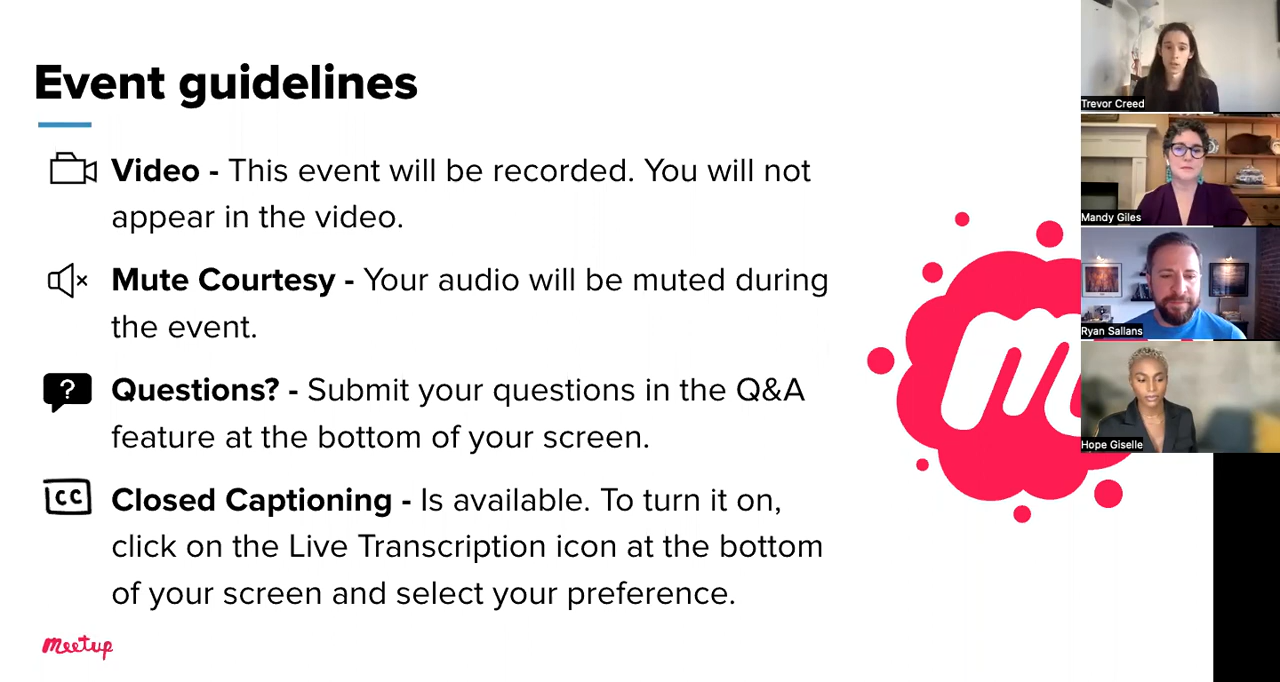 Event guidelines
Video - This event will be recorded. You will not
appear in the video.
Mute Courtesy - Your audio will be muted during
the event.
?
Questions? - Submit your questions in the Q&A
feature at the bottom of your screen.
CC
Closed Captioning - Is available. To turn it on,
click on the Live Transcription icon at the bottom
of your screen and select your preference.
meetup
m
Trevor Creed
Mandy Giles
Ryan Sallans
Hope Giselle